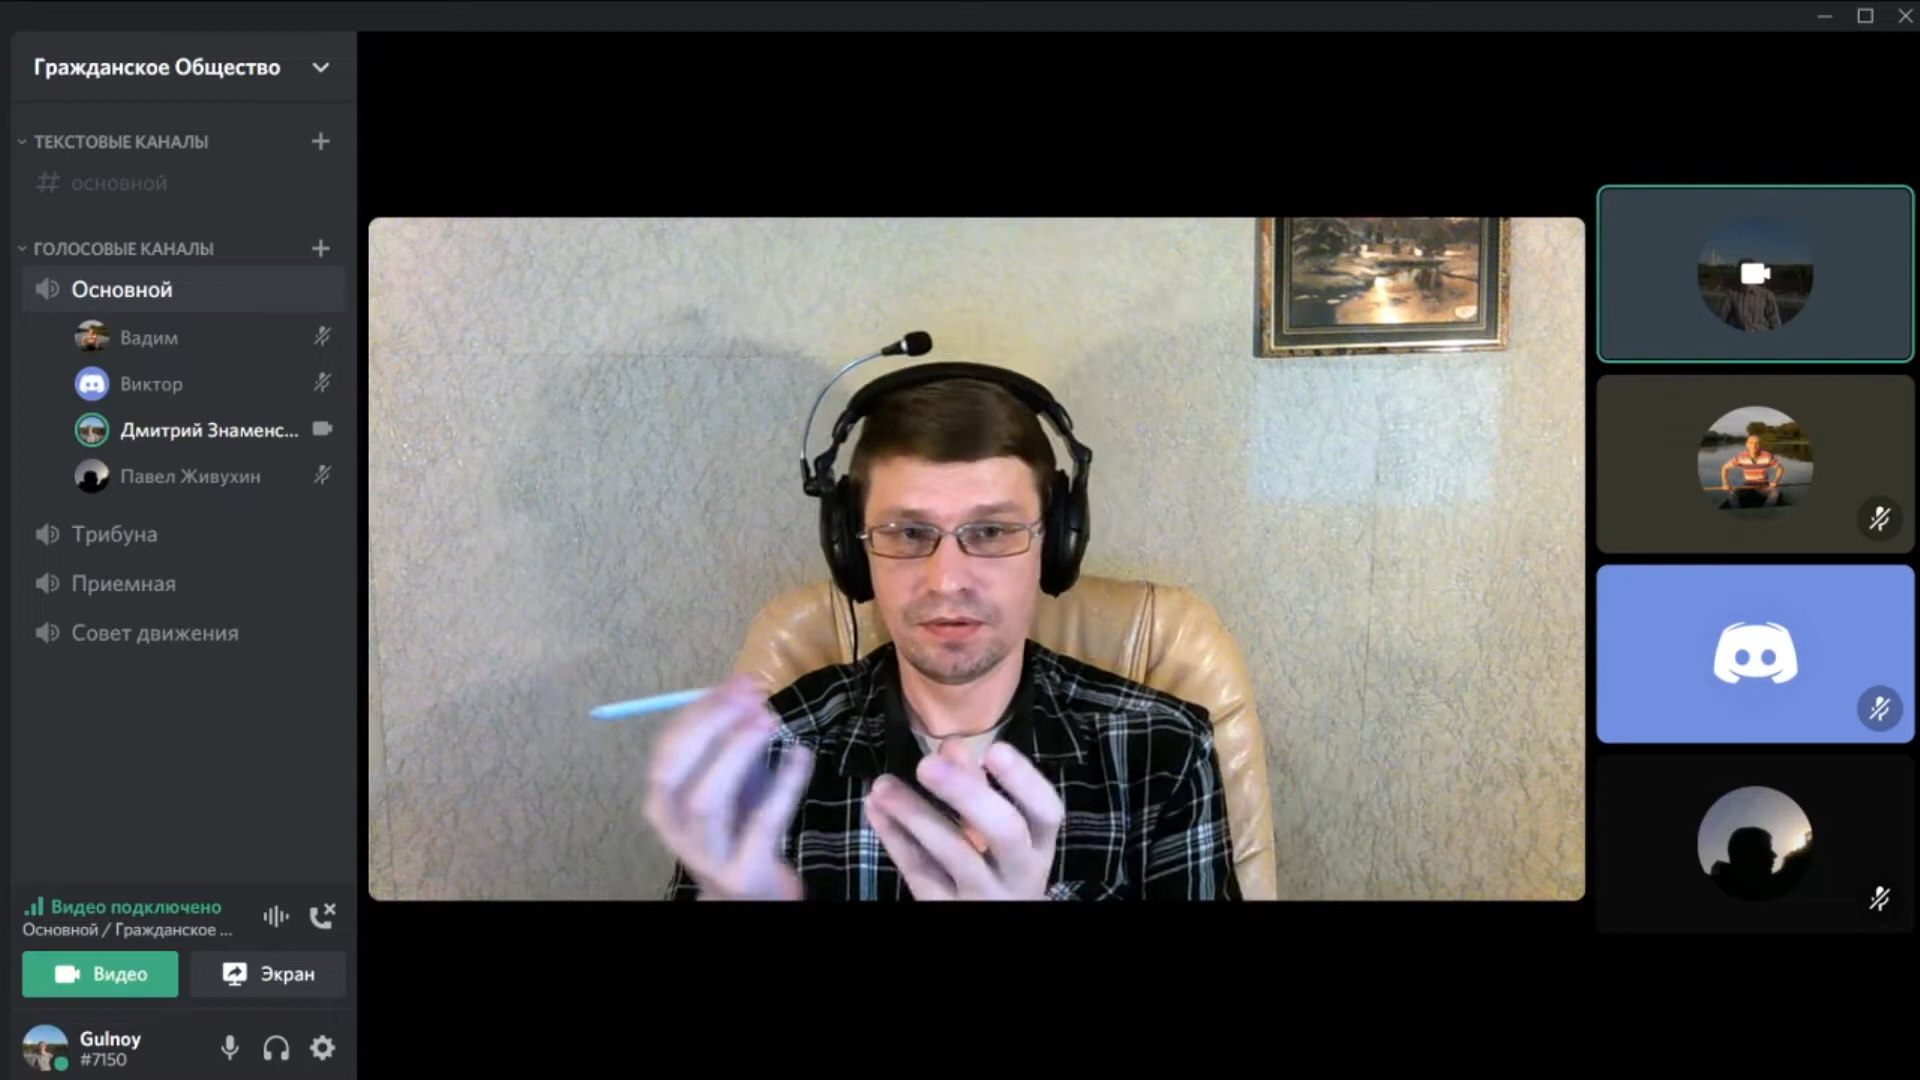 Гражданское Общество
ТЕКСТОВЫЕ КАНАЛЫ
основной
ГОЛОСОВЫЕ КАНАЛЫ
Основной
Вадим
Виктор
Дмитрий Знаменс...
Павел Живухин
Трибуна
Приемная
Совет движения
Видео подключено
Основной / Гражданское ...
Видео
Экран
Gulnoy
#7150